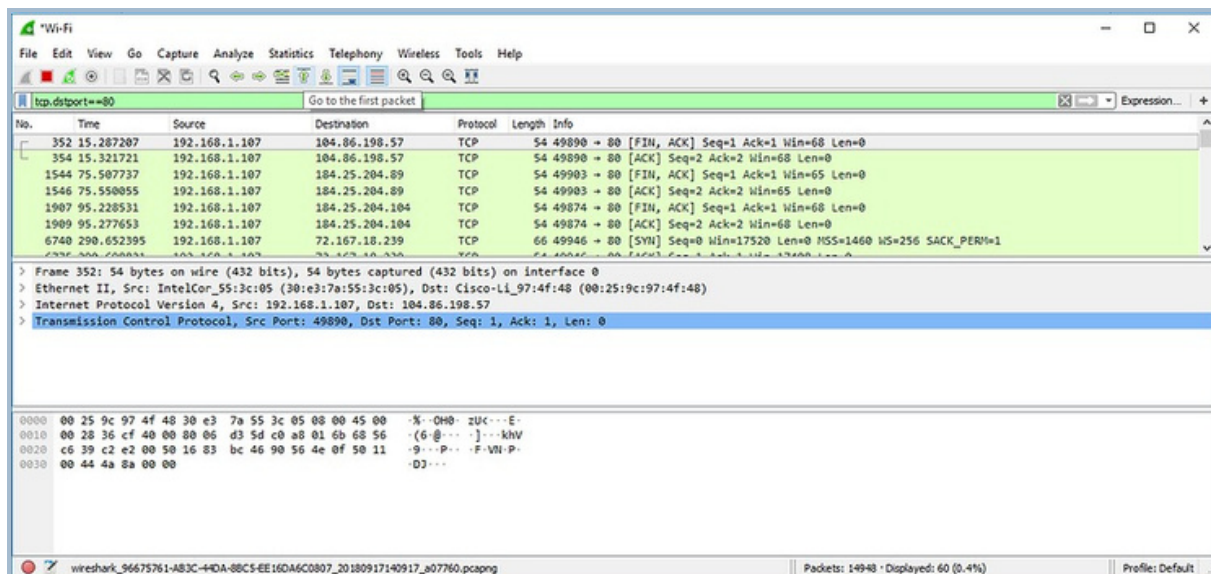 *Wi-Fi
File Edit View Go Capture Analyze Statistics Telephony Wireless Tools Help
tcp.dstport==80 Go to the first packet Expression... +
No. Time Source Destination Protocol Length Info
352 15.287207 192.168.1.107 104.86.198.57 TCP 54 49890 → 80 [FIN, ACK] Seq=1 Ack=1 Win=68 Len=0
354 15.321721 192.168.1.107 104.86.198.57 TCP 54 49890 → 80 [ACK] Seq=2 Ack=2 Win=68 Len=0
1544 75.507737 192.168.1.107 184.25.204.89 TCP 54 49903 → 80 [FIN, ACK] Seq=1 Ack=1 Win=65 Len=0
1546 75.550055 192.168.1.107 184.25.204.89 TCP 54 49903 → 80 [ACK] Seq=2 Ack=2 Win=65 Len=0
1907 95.228531 192.168.1.107 184.25.204.104 TCP 54 49874 → 80 [FIN, ACK] Seq=1 Ack=1 Win=68 Len=0
1909 95.277653 192.168.1.107 184.25.204.104 TCP 54 49874 → 80 [ACK] Seq=2 Ack=2 Win=68 Len=0
6740 290.652395 192.168.1.107 72.167.18.239 TCP 66 49946 → 80 [SYN] Seq=0 Win=17520 Len=0 MSS=1460 WS=256 SACK_PERM=1
> Frame 352: 54 bytes on wire (432 bits), 54 bytes captured (432 bits) on interface 0
> Ethernet II, Src: IntelCor_55:3c:05 (30:e3:7a:55:3c:05), Dst: Cisco-Li_97:4f:48 (00:25:9c:97:4f:48)
> Internet Protocol Version 4, Src: 192.168.1.107, Dst: 104.86.198.57
> Transmission Control Protocol, Src Port: 49890, Dst Port: 80, Seq: 1, Ack: 1, Len: 0
0000 00 25 9c 97 4f 48 30 e3 7a 55 3c 05 08 00 45 00 ·%··OH0· zU<···E·
0010 00 28 36 cf 40 00 80 06 d3 5d c0 a8 01 6b 68 56 ·(6·@··· ·]···khV
0020 c6 39 c2 e2 00 50 16 83 bc 46 90 56 4e 0f 50 11 ·9···P·· ·F·VN·P·
0030 00 44 4a 8a 00 00 ·DJ···
wireshark_96675761-AB3C-44DA-8BC5-EE16DA6C0807_20180917140917_a07760.pcapng Packets: 14948 · Displayed: 60 (0.4%) Profile: Default